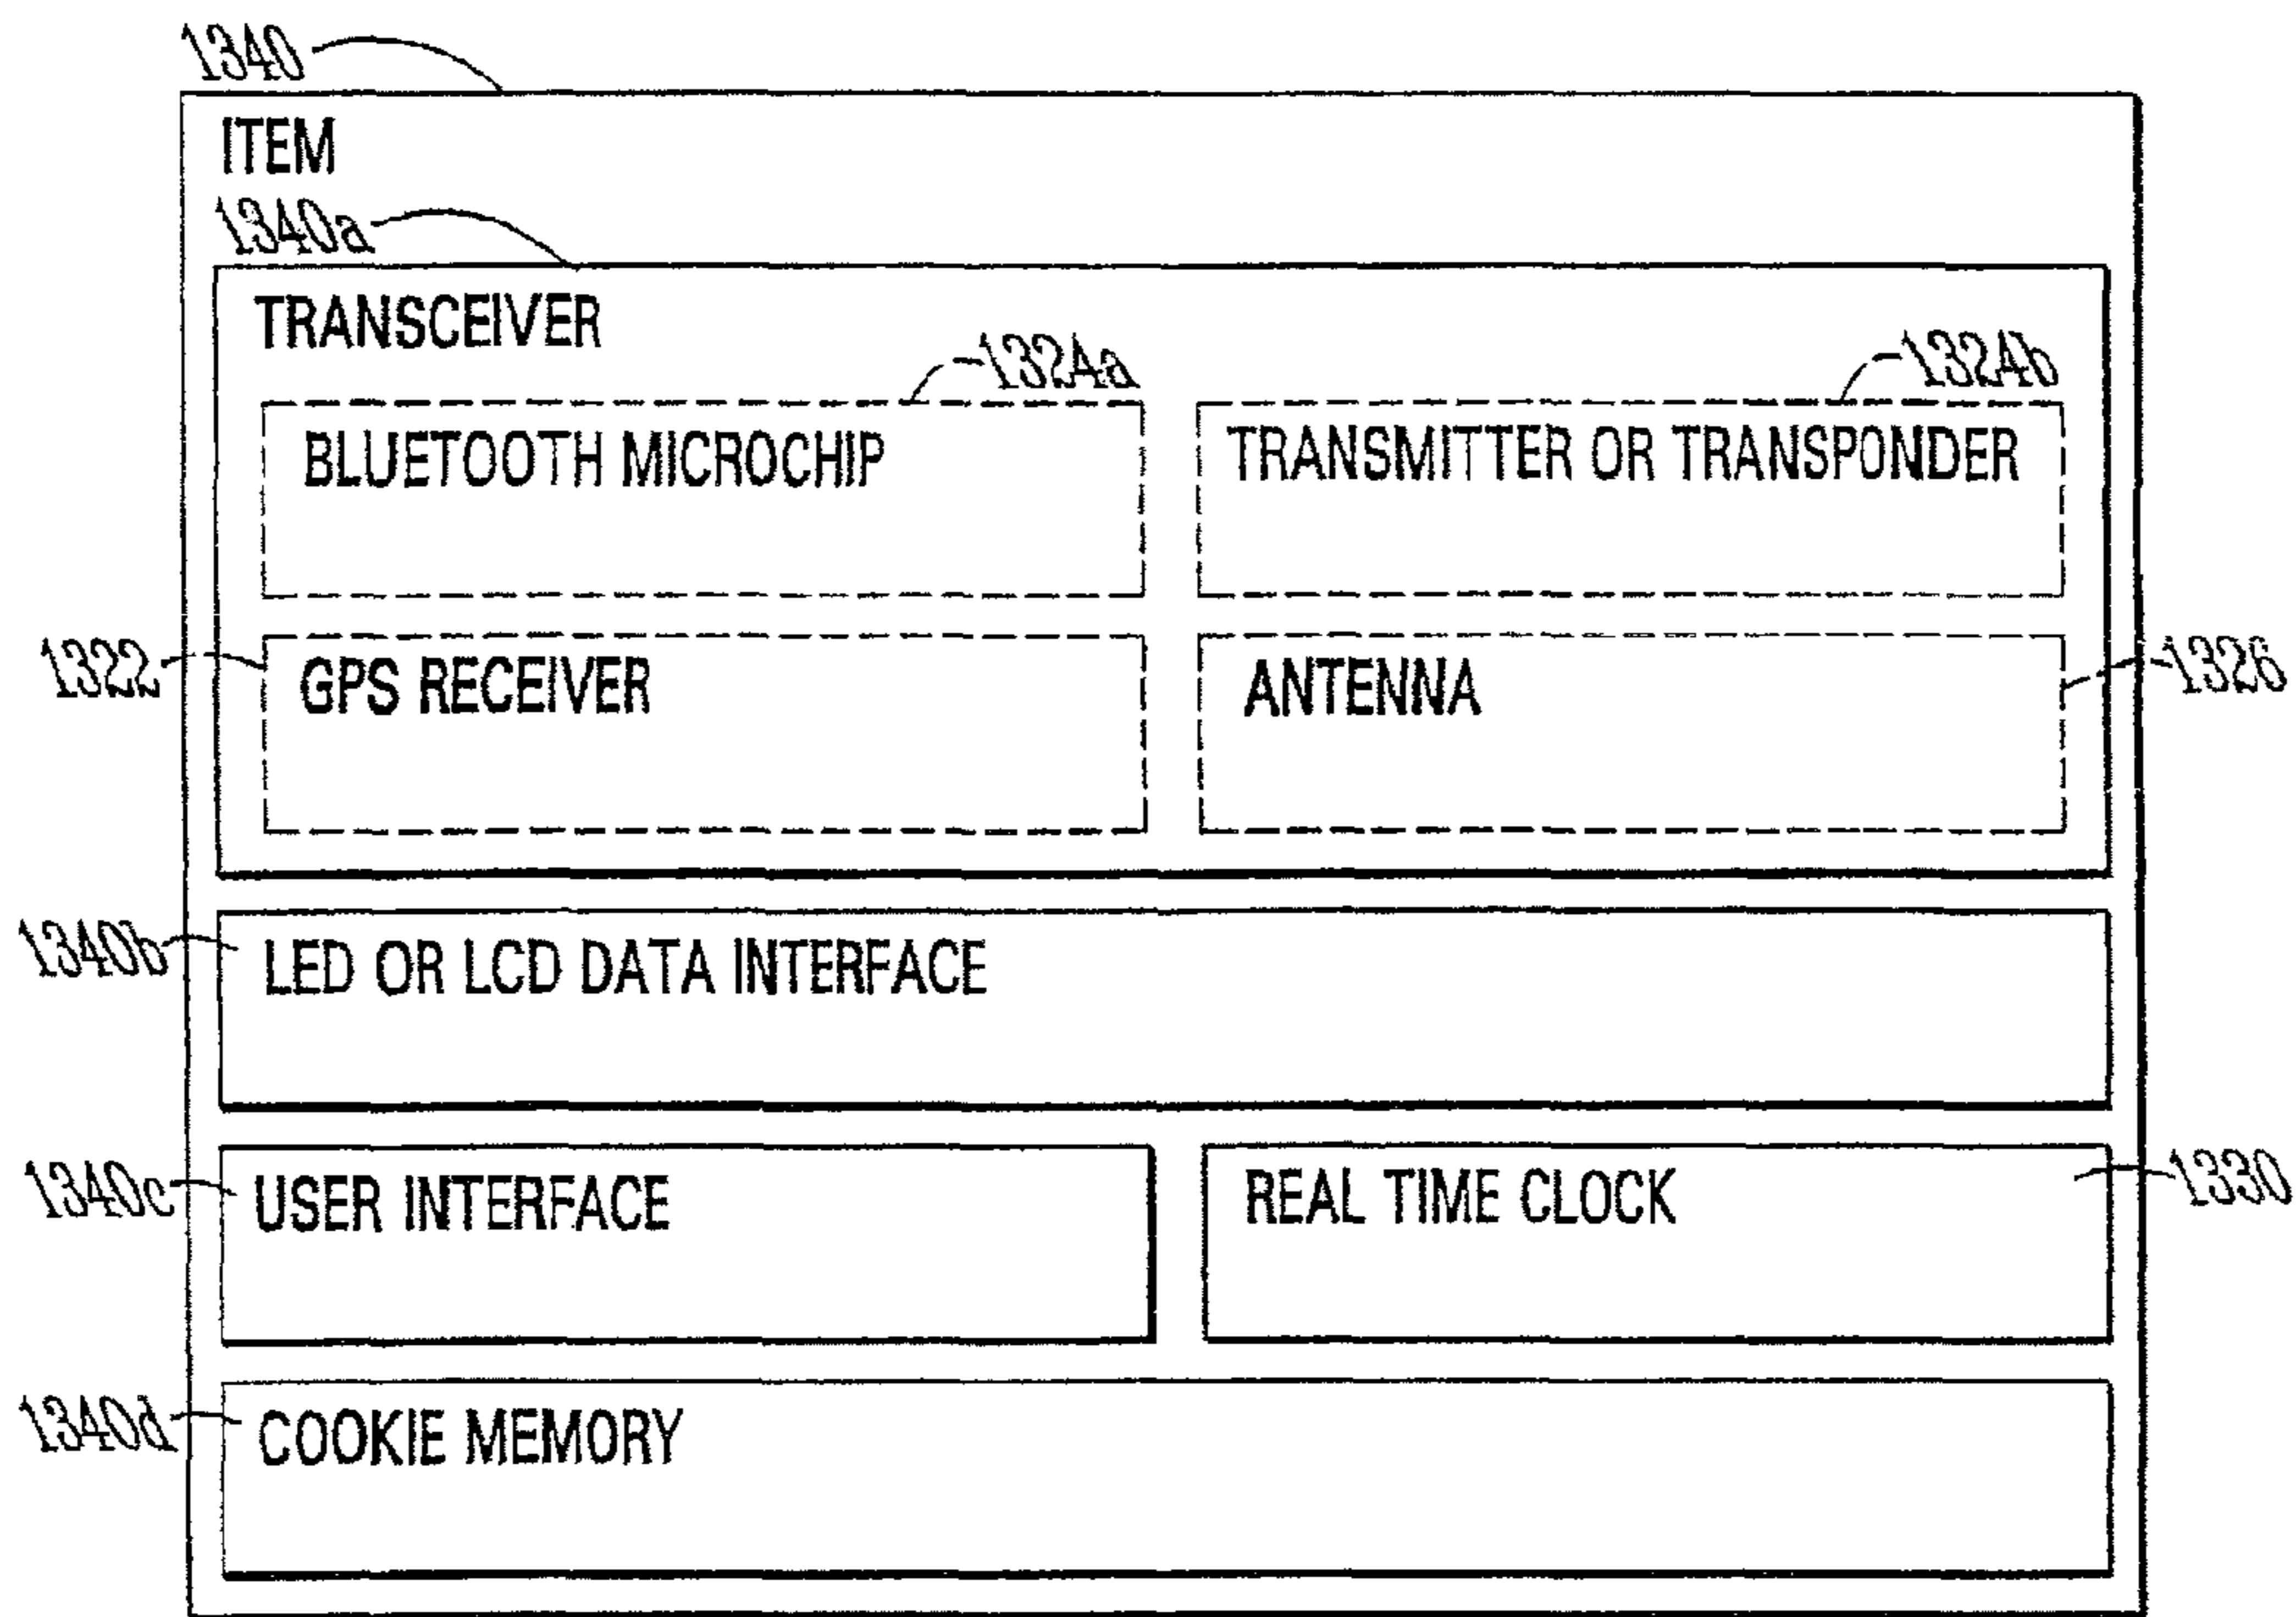 1340
ITEM
1340a
TRANSCEIVER
1324a
1324b
BLUETOOTH MICROCHIP
TRANSMITTER OR TRANSPONDER
1322
GPS RECEIVER
ANTENNA
1326
1340b
LED OR LCD DATA INTERFACE
1340c
USER INTERFACE
REAL TIME CLOCK
1330
1340d
COOKIE MEMORY